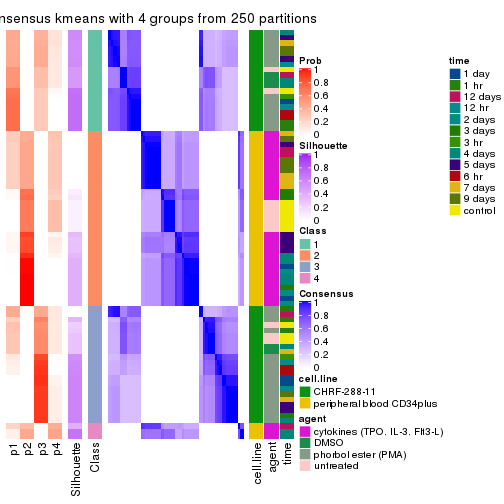 nsensus kmeans with 4 groups from 250 partitions
Prob
1
0.8
0.6
0.4
0.2
0
Silhouette
1
0.8
0.6
0.4
0.2
0
Class
1
2
3
4
Consensus
1
0.8
0.6
0.4
0.2
0
cell.line
CHRF-288-11
peripheral blood CD34plus
agent
cytokines (TPO, IL-3, Flt3-L)
DMSO
phorbol ester (PMA)
untreated
time
1 day
1 hr
12 days
12 hr
2 days
3 days
3 hr
4 days
5 days
6 hr
7 days
9 days
control
p1
p2
p3
p4
Silhouette
Class
cell.line
agent
time